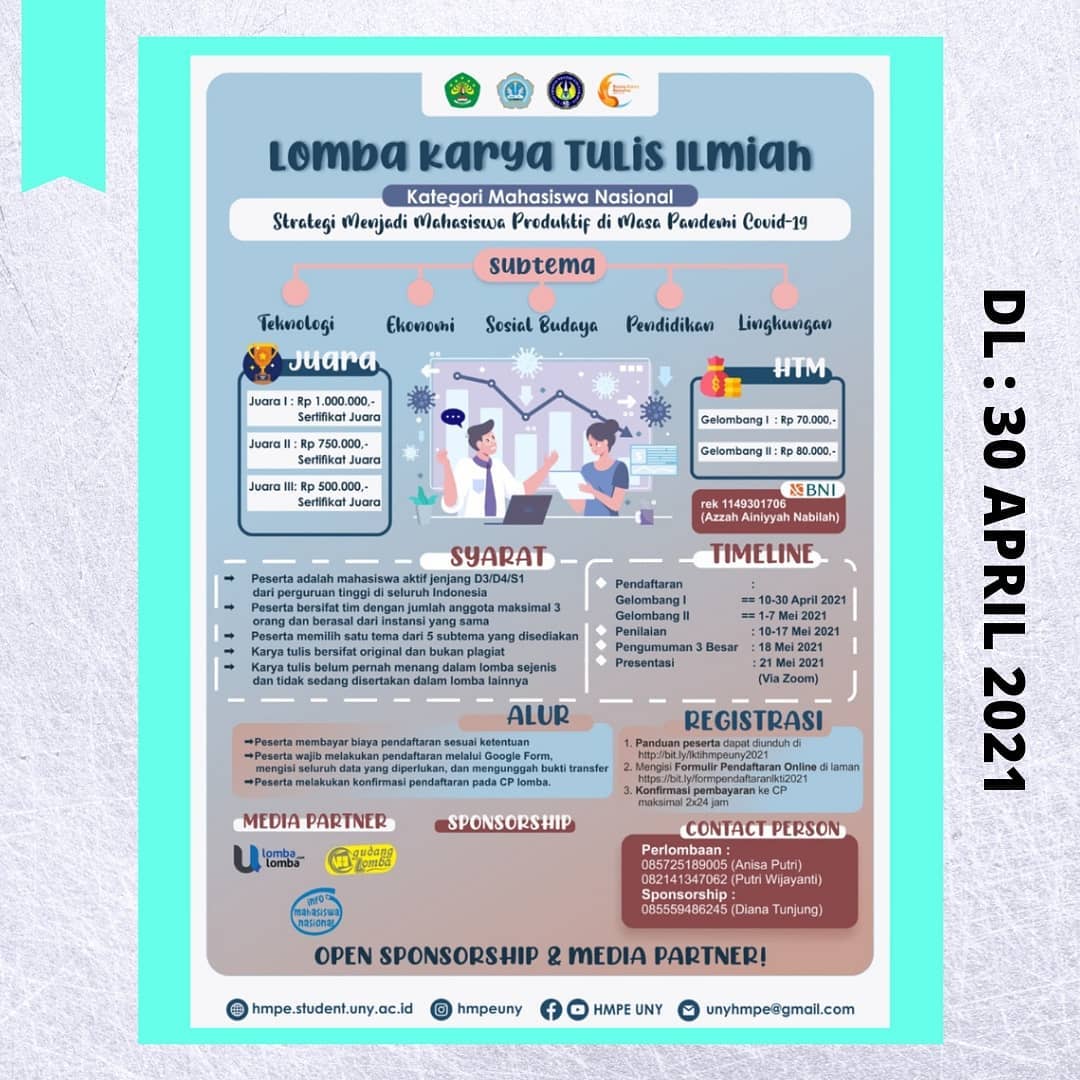 Lomba Karya Tulis Ilmiah
Kategori Mahasiswa Nasional
Strategi Menjadi Mahasiswa Produktif di Masa Pandemi Covid-19
Subtema
Teknologi
Ekonomi
Sosial Budaya
Pendidikan
Lingkungan
Juara
Juara I : Rp 1.000.000,-
Sertifikat Juara
Juara II : Rp 750.000,-
Sertifikat Juara
Juara III: Rp 500.000,-
Sertifikat Juara
HTM
Gelombang I : Rp 70.000,-
Gelombang II : Rp 80.000,-
BNI
rek 1149301706
(Azzah Ainiyyah Nabilah)
SYARAT
➡ Peserta adalah mahasiswa aktif jenjang D3/D4/S1
dari perguruan tinggi di seluruh Indonesia
➡ Peserta bersifat tim dengan jumlah anggota maksimal 3
orang dan berasal dari instansi yang sama
➡ Peserta memilih satu tema dari 5 subtema yang disediakan
➡ Karya tulis bersifat original dan bukan plagiat
➡ Karya tulis belum pernah menang dalam lomba sejenis
dan tidak sedang disertakan dalam lomba lainnya
TIMELINE
Pendaftaran :
Gelombang I == 10-30 April 2021
Gelombang II == 1-7 Mei 2021
Penilaian : 10-17 Mei 2021
Pengumuman 3 Besar : 18 Mei 2021
Presentasi : 21 Mei 2021
(Via Zoom)
ALUR
➡Peserta membayar biaya pendaftaran sesuai ketentuan
➡Peserta wajib melakukan pendaftaran melalui Google Form,
mengisi seluruh data yang diperlukan, dan mengunggah bukti transfer
➡Peserta melakukan konfirmasi pendaftaran pada CP lomba.
REGISTRASI
1. Panduan peserta dapat diunduh di
http://bit.ly/lktihmpeuny2021
2. Mengisi Formulir Pendaftaran Online di laman
https://bit.ly/formpendaftaranlkti2021
3. Konfirmasi pembayaran ke CP
maksimal 2x24 jam
MEDIA PARTNER
lomba
lomba
gudang
lomba
info
mahasiswa
nasional
SPONSORSHIP
CONTACT PERSON
Perlombaan :
085725189005 (Anisa Putri)
082141347062 (Putri Wijayanti)
Sponsorship :
085559486245 (Diana Tunjung)
OPEN SPONSORSHIP & MEDIA PARTNER!
hmpe.student.uny.ac.id
hmpeuny
HMPE UNY
unyhmpe@gmail.com
DL : 30 APRIL 2021